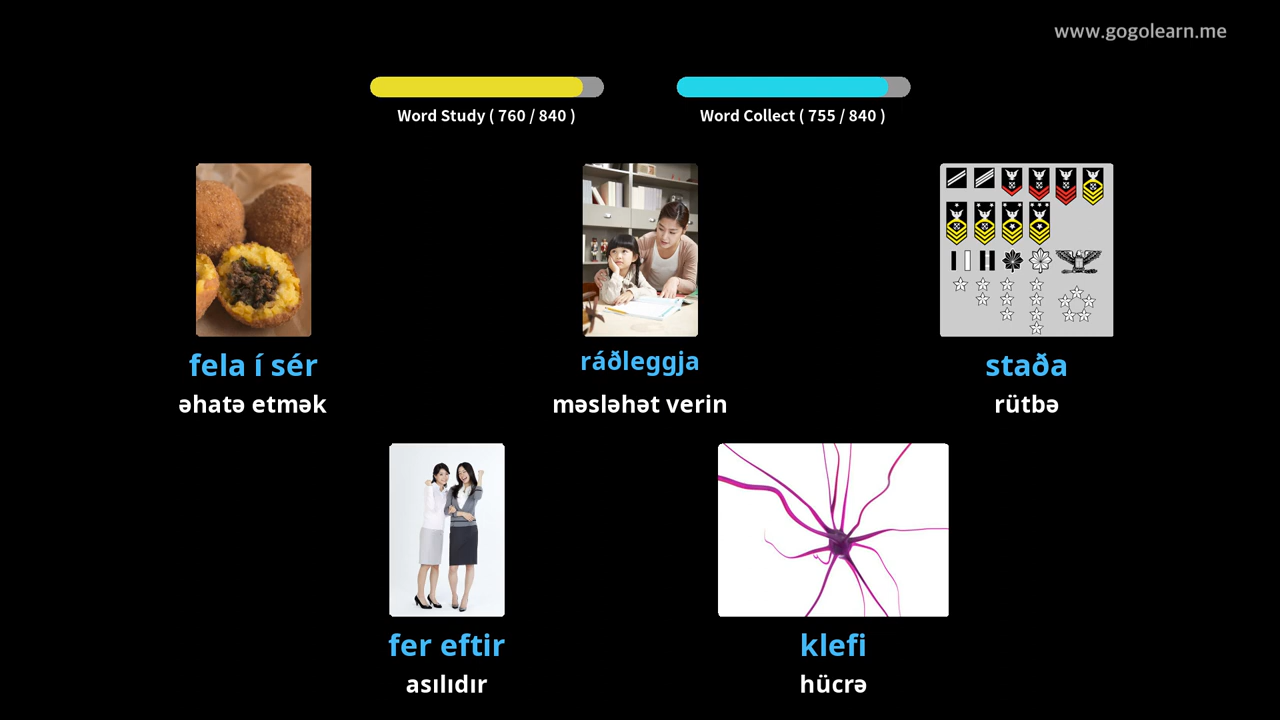 www.gogolearn.me
Word Study ( 760 / 840 )
Word Collect ( 755 / 840 )
fela í sér
əhatə etmək
ráðleggja
məsləhət verin
staða
rütbə
fer eftir
asılıdır
klefi
hücrə